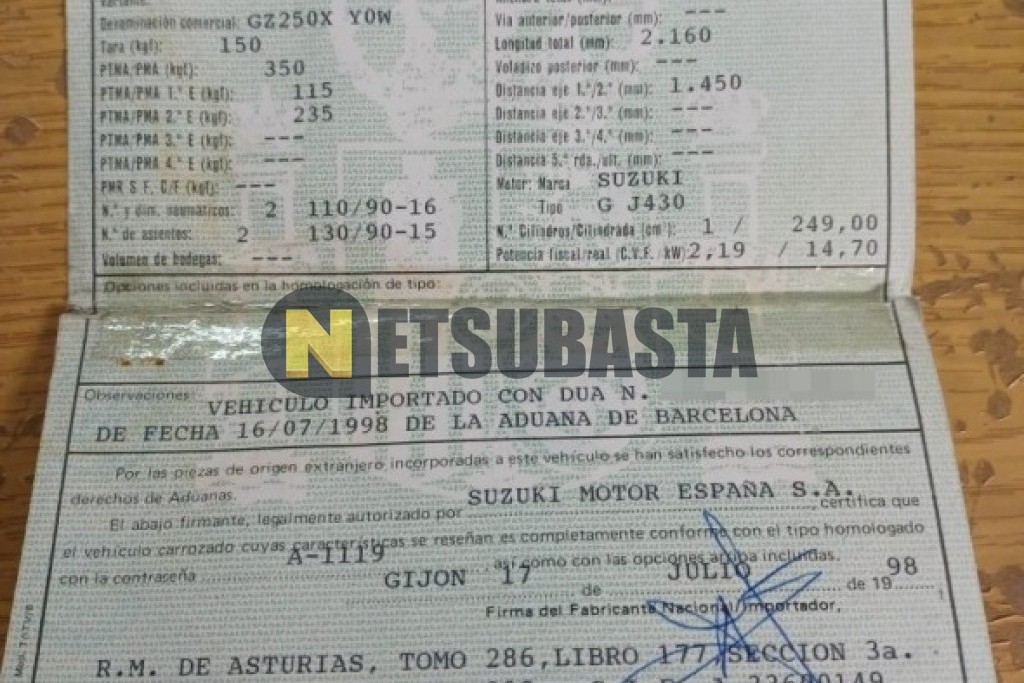 Denominación comercial: GZ250X Y0W
Tara (kgf): 150
PTMA/PMA (kgf): 350
PTMA/PMA 1.º E (kgf): 115
PTMA/PMA 2.º E (kgf): 235
PTMA/PMA 3.º E (kgf): ---
PTMA/PMA 4.º E (kgf): ---
PMR S.F. C/F (kgf): ---
N.º y dim. neumáticos: 2 110/90-16
N.º de asientos: 2 130/90-15
Volumen de bodegas: ---
Vía anterior/posterior (mm): ---
Longitud total (mm): 2.160
Voladizo posterior (mm): ---
Distancia eje 1.º/2.º (mm): 1.450
Distancia eje 2.º/3.º (mm): ---
Distancia eje 3.º/4.º (mm): ---
Distancia 5.ª rda./ult. (mm): ---
Motor: Marca SUZUKI
Tipo G J430
N.º Cilindros/Cilindrada (cm³): 1 / 249,00
Potencia fiscal/real (C.V.F./kW) 2,19 / 14,70
Opciones incluidas en la homologación de tipo:
NETSUBASTA
Observaciones: VEHICULO IMPORTADO CON DUA N.
DE FECHA 16/07/1998 DE LA ADUANA DE BARCELONA
Por las piezas de origen extranjero incorporadas a este vehículo se han satisfecho los correspondientes
derechos de Aduanas.
El abajo firmante, legalmente autorizado por SUZUKI MOTOR ESPAÑA S.A. certifica que
el vehículo carrozado cuyas características se reseñan es completamente conforme con el tipo homologado
con la contraseña A-1119, así como con las opciones arriba incluidas.
GIJON 17 de JULIO de 19 98
Firma del Fabricante Nacional/Importador,
R.M. DE ASTURIAS, TOMO 286, LIBRO 177, SECCION 3a.